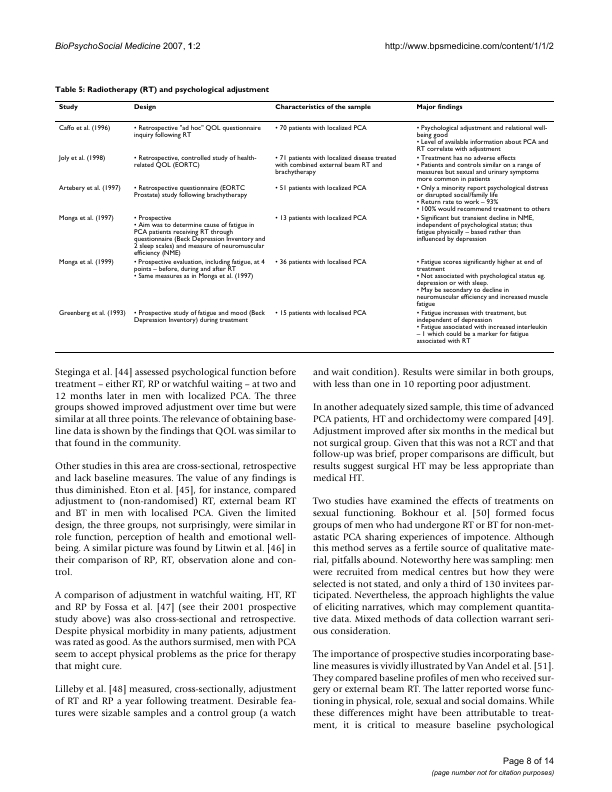 BioPsychoSocial Medicine 2007, 1:2
http://www.bpsmedicine.com/content/1/1/2
Table 5: Radiotherapy (RT) and psychological adjustment
Study
Design
Characteristics of the sample
Major findings
Caffo et al. (1996)
• Retrospective "ad hoc" QOL questionnaire
inquiry following RT
• 70 patients with localized PCA
• Psychological adjustment and relational well-
being good
• Level of available information about PCA and
RT correlate with adjustment
Joly et al. (1998)
• Retrospective, controlled study of health-
related QOL (EORTC)
• 71 patients with localized disease treated
with combined external beam RT and
brachytherapy
• Treatment has no adverse effects
• Patients and controls similar on a range of
measures but sexual and urinary symptoms
more common in patients
Artebery et al. (1997)
• Retrospective questionnaire (EORTC
Prostate) study following brachytherapy
• 51 patients with localized PCA
• Only a minority report psychological distress
or disrupted social/family life
• Return rate to work – 93%
• 100% would recommend treatment to others
Monga et al. (1997)
• Prospective
• Aim was to determine cause of fatigue in
PCA patients receiving RT through
questionnaire (Beck Depression Inventory and
2 sleep scales) and measure of neuromuscular
efficiency (NME)
• 13 patients with localised PCA
• Significant but transient decline in NME,
independent of psychological status; thus
fatigue physically – based rather than
influenced by depression
Monga et al. (1999)
• Prospective evaluation, including fatigue, at 4
points – before, during and after RT
• Same measures as in Monga et al. (1997)
• 36 patients with localised PCA
• Fatigue scores significantly higher at end of
treatment
• Not associated with psychological status eg.
depression or with sleep.
• May be secondary to decline in
neuromuscular efficiency and increased muscle
fatigue
Greenberg et al. (1993)
• Prospective study of fatigue and mood (Beck
Depression Inventory) during treatment
• 15 patients with localised PCA
• Fatigue increases with treatment, but
independent of depression
• Fatigue associated with increased interleukin
– 1 which could be a marker for fatigue
associated with RT
Steginga et al. [44] assessed psychological function before
treatment – either RT, RP or watchful waiting – at two and
12 months later in men with localized PCA. The three
groups showed improved adjustment over time but were
similar at all three points. The relevance of obtaining base-
line data is shown by the findings that QOL was similar to
that found in the community.
Other studies in this area are cross-sectional, retrospective
and lack baseline measures. The value of any findings is
thus diminished. Eton et al. [45], for instance, compared
adjustment to (non-randomised) RT, external beam RT
and BT in men with localised PCA. Given the limited
design, the three groups, not surprisingly, were similar in
role function, perception of health and emotional well-
being. A similar picture was found by Litwin et al. [46] in
their comparison of RP, RT, observation alone and con-
trol.
A comparison of adjustment in watchful waiting, HT, RT
and RP by Fossa et al. [47] (see their 2001 prospective
study above) was also cross-sectional and retrospective.
Despite physical morbidity in many patients, adjustment
was rated as good. As the authors surmised, men with PCA
seem to accept physical problems as the price for therapy
that might cure.
Lilleby et al. [48] measured, cross-sectionally, adjustment
of RT and RP a year following treatment. Desirable fea-
tures were sizable samples and a control group (a watch
and wait condition). Results were similar in both groups,
with less than one in 10 reporting poor adjustment.
In another adequately sized sample, this time of advanced
PCA patients, HT and orchidectomy were compared [49].
Adjustment improved after six months in the medical but
not surgical group. Given that this was not a RCT and that
follow-up was brief, proper comparisons are difficult, but
results suggest surgical HT may be less appropriate than
medical HT.
Two studies have examined the effects of treatments on
sexual functioning. Bokhour et al. [50] formed focus
groups of men who had undergone RT or BT for non-met-
astatic PCA sharing experiences of impotence. Although
this method serves as a fertile source of qualitative mate-
rial, pitfalls abound. Noteworthy here was sampling: men
were recruited from medical centres but how they were
selected is not stated, and only a third of 130 invitees par-
ticipated. Nevertheless, the approach highlights the value
of eliciting narratives, which may complement quantita-
tive data. Mixed methods of data collection warrant seri-
ous consideration.
The importance of prospective studies incorporating base-
line measures is vividly illustrated by Van Andel et al. [51].
They compared baseline profiles of men who received sur-
gery or external beam RT. The latter reported worse func-
tioning in physical, role, sexual and social domains. While
these differences might have been attributable to treat-
ment, it is critical to measure baseline psychological
Page 8 of 14
(page number not for citation purposes)